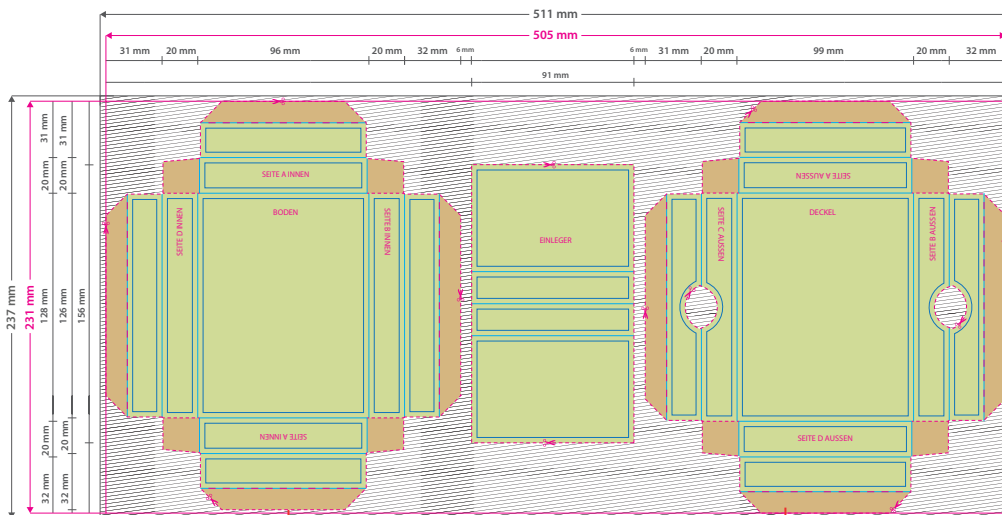 511 mm
505 mm
31 mm
20 mm
96 mm
20 mm
32 mm
6 mm
6 mm
31 mm
20 mm
99 mm
20 mm
32 mm
91 mm
237 mm
231 mm
31 mm
20 mm
128 mm
20 mm
32 mm
31 mm
20 mm
126 mm
20 mm
32 mm
156 mm
SEITE A INNEN
SEITE D INNEN
BODEN
SEITE B INNEN
SEITE A INNEN
EINLEGER
SEITE A AUSSEN
SEITE C AUSSEN
DECKEL
SEITE B AUSSEN
SEITE D AUSSEN